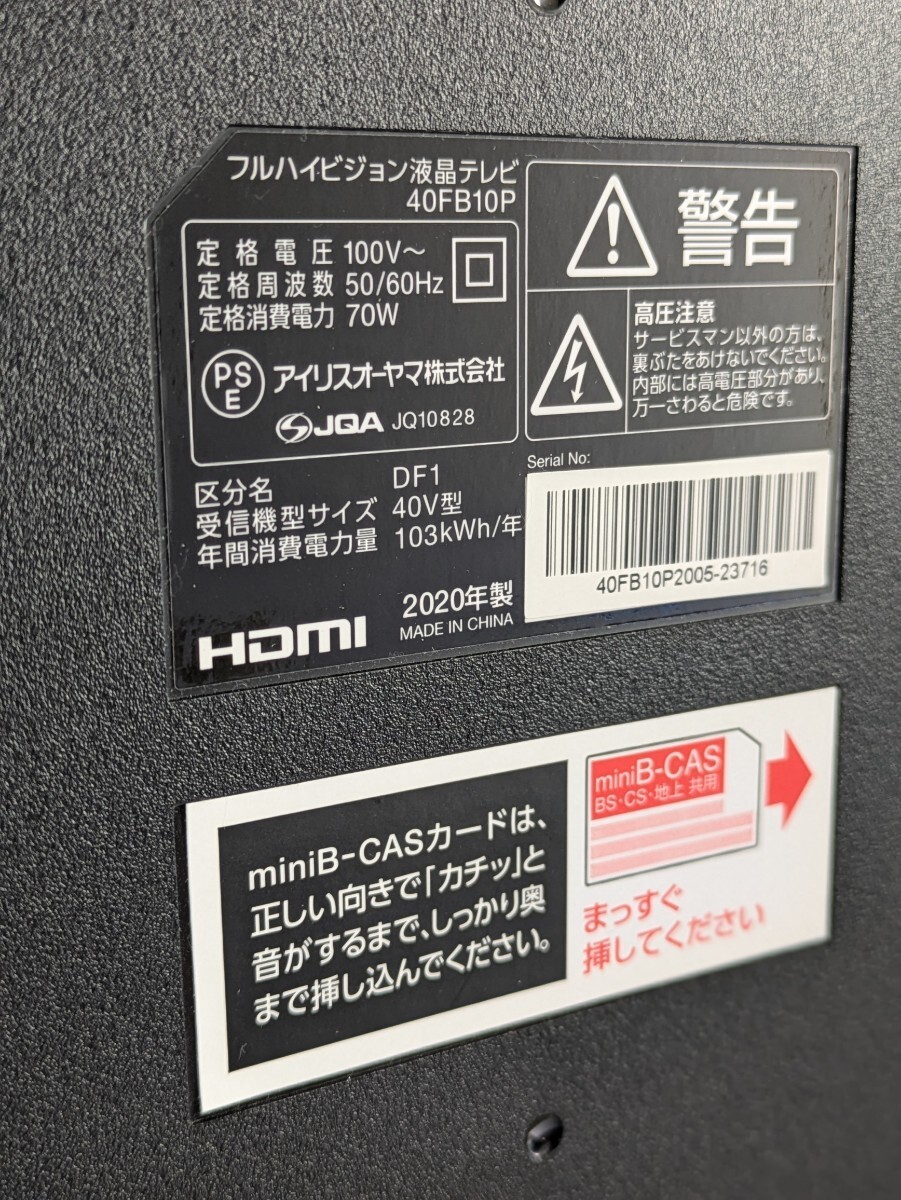 フルハイビジョン液晶テレビ
40FB10P
定格電圧 100V～
定格周波数 50/60Hz
定格消費電力 70W
PS
E
アイリスオーヤマ株式会社
JQA JQ10828
区分名 DF1
受信機型サイズ 40V型
年間消費電力量 103kWh/年
HDMI
2020年製
MADE IN CHINA
警告
高圧注意
サービスマン以外の方は、
裏ぶたをあけないでください。
内部には高電圧部分があり、
万一さわると危険です。
Serial No:
40FB10P2005-23716
miniB-CASカードは、
正しい向きで「カチッ」と
音がするまで、しっかり奥
まで挿し込んでください。
miniB-CAS
BS・CS・地上 共用
まっすぐ
挿してください